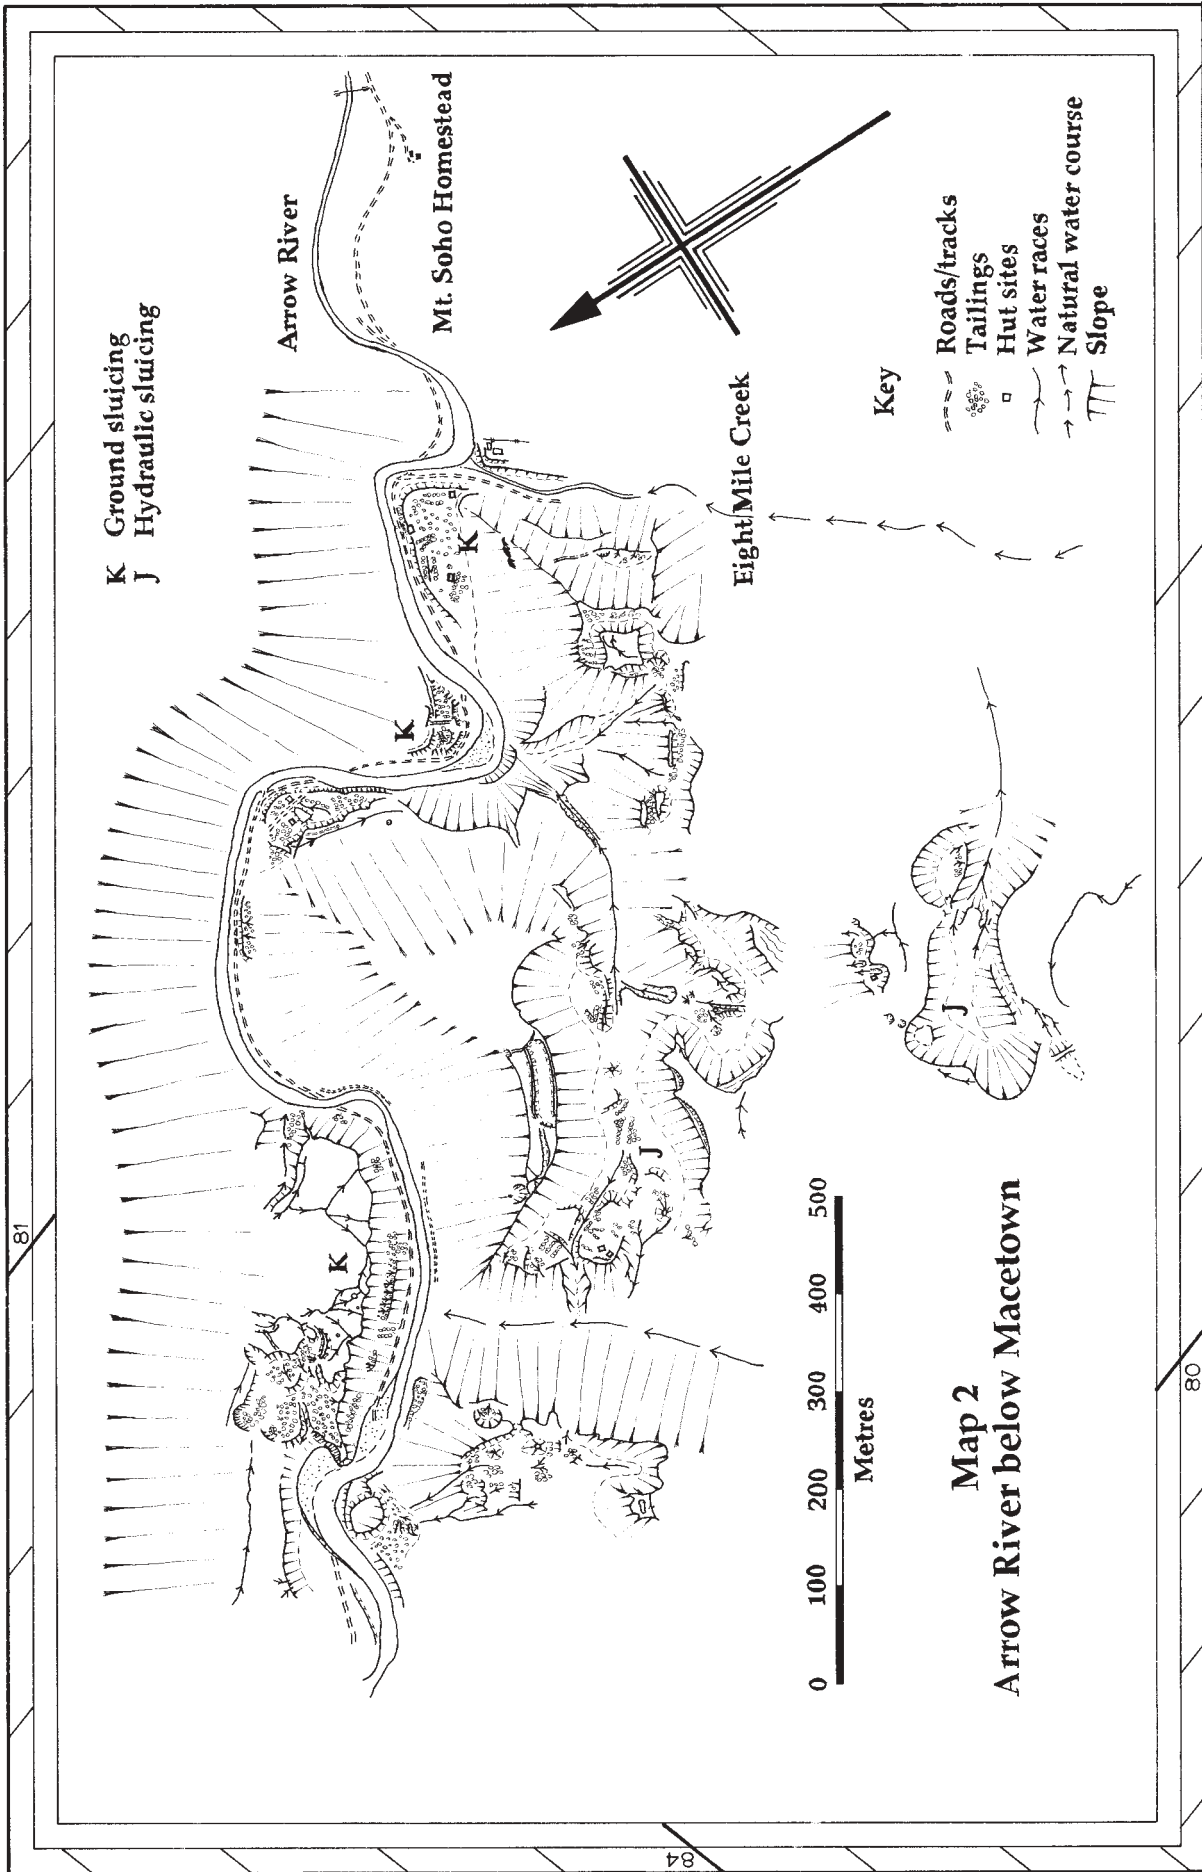 K Ground sluicing
J Hydraulic sluicing
Arrow River
Mt. Soho Homestead
K
K
K
Eight Mile Creek
J
J
Key
Roads/tracks
Tailings
Hut sites
Water races
Natural water course
Slope
0 100 200 300 400 500
Metres
Map 2
Arrow River below Macetown
81
80
84